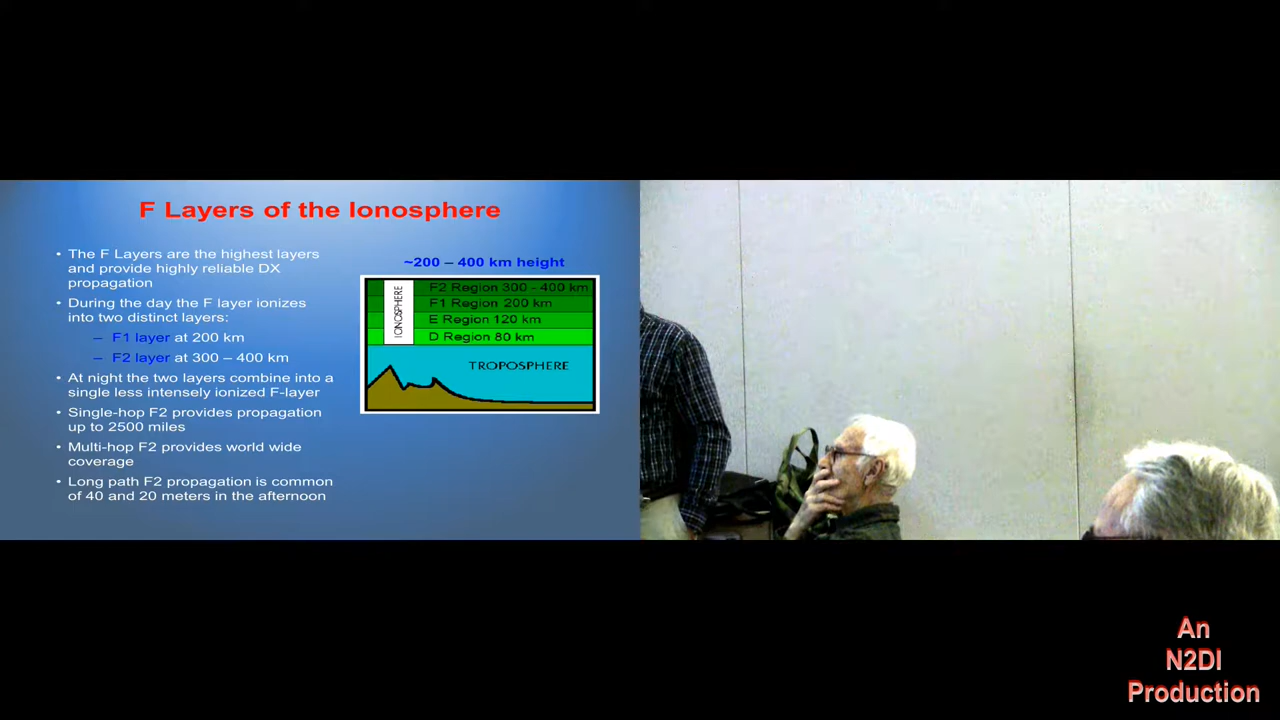 F Layers of the Ionosphere
• The F Layers are the highest layers
and provide highly reliable DX
propagation
• During the day the F layer ionizes
into two distinct layers:
– F1 layer at 200 km
– F2 layer at 300 – 400 km
• At night the two layers combine into a
single less intensely ionized F-layer
• Single-hop F2 provides propagation
up to 2500 miles
• Multi-hop F2 provides world wide
coverage
• Long path F2 propagation is common
of 40 and 20 meters in the afternoon
~200 – 400 km height
IONOSPHERE
F2 Region 300 - 400 km
F1 Region 200 km
E Region 120 km
D Region 80 km
TROPOSPHERE
An
N2DI
Production